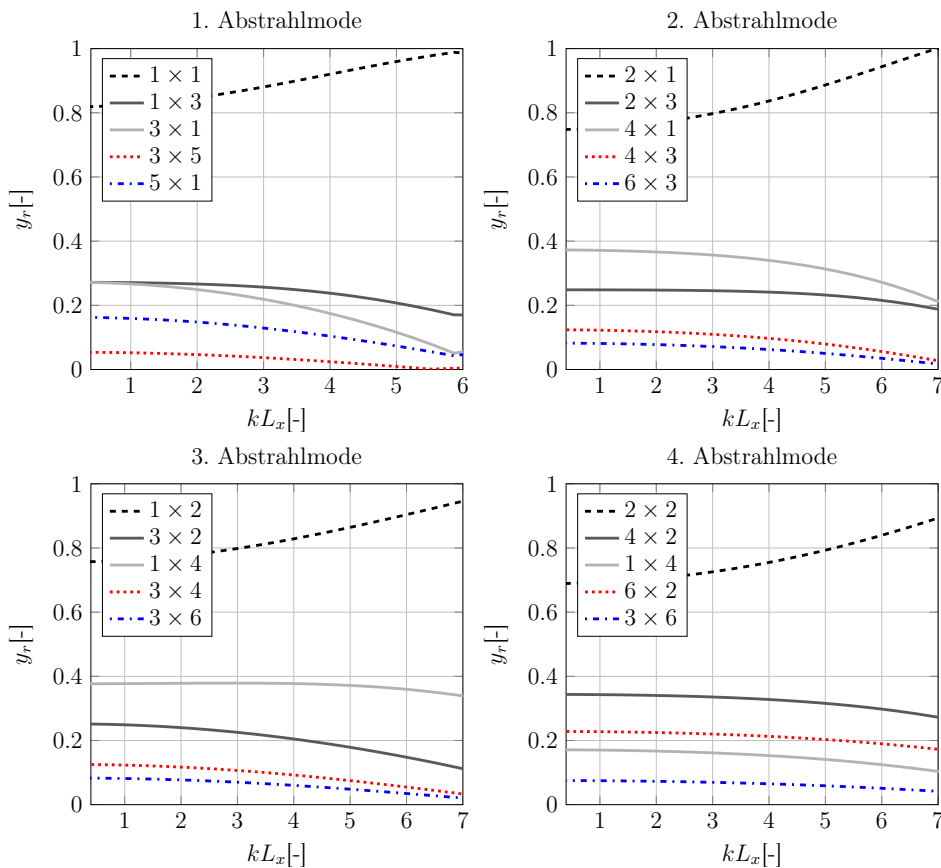 1. Abstrahlmode
1
0.8
0.6
0.4
0.2
0
y_r[-]
1 × 1
1 × 3
3 × 1
3 × 5
5 × 1
1 2 3 4 5 6
kL_x[-]
2. Abstrahlmode
1
0.8
0.6
0.4
0.2
0
y_r[-]
2 × 1
2 × 3
4 × 1
4 × 3
6 × 3
1 2 3 4 5 6 7
kL_x[-]
3. Abstrahlmode
1
0.8
0.6
0.4
0.2
0
y_r[-]
1 × 2
3 × 2
1 × 4
3 × 4
3 × 6
1 2 3 4 5 6 7
kL_x[-]
4. Abstrahlmode
1
0.8
0.6
0.4
0.2
0
y_r[-]
2 × 2
4 × 2
1 × 4
6 × 2
3 × 6
1 2 3 4 5 6 7
kL_x[-]